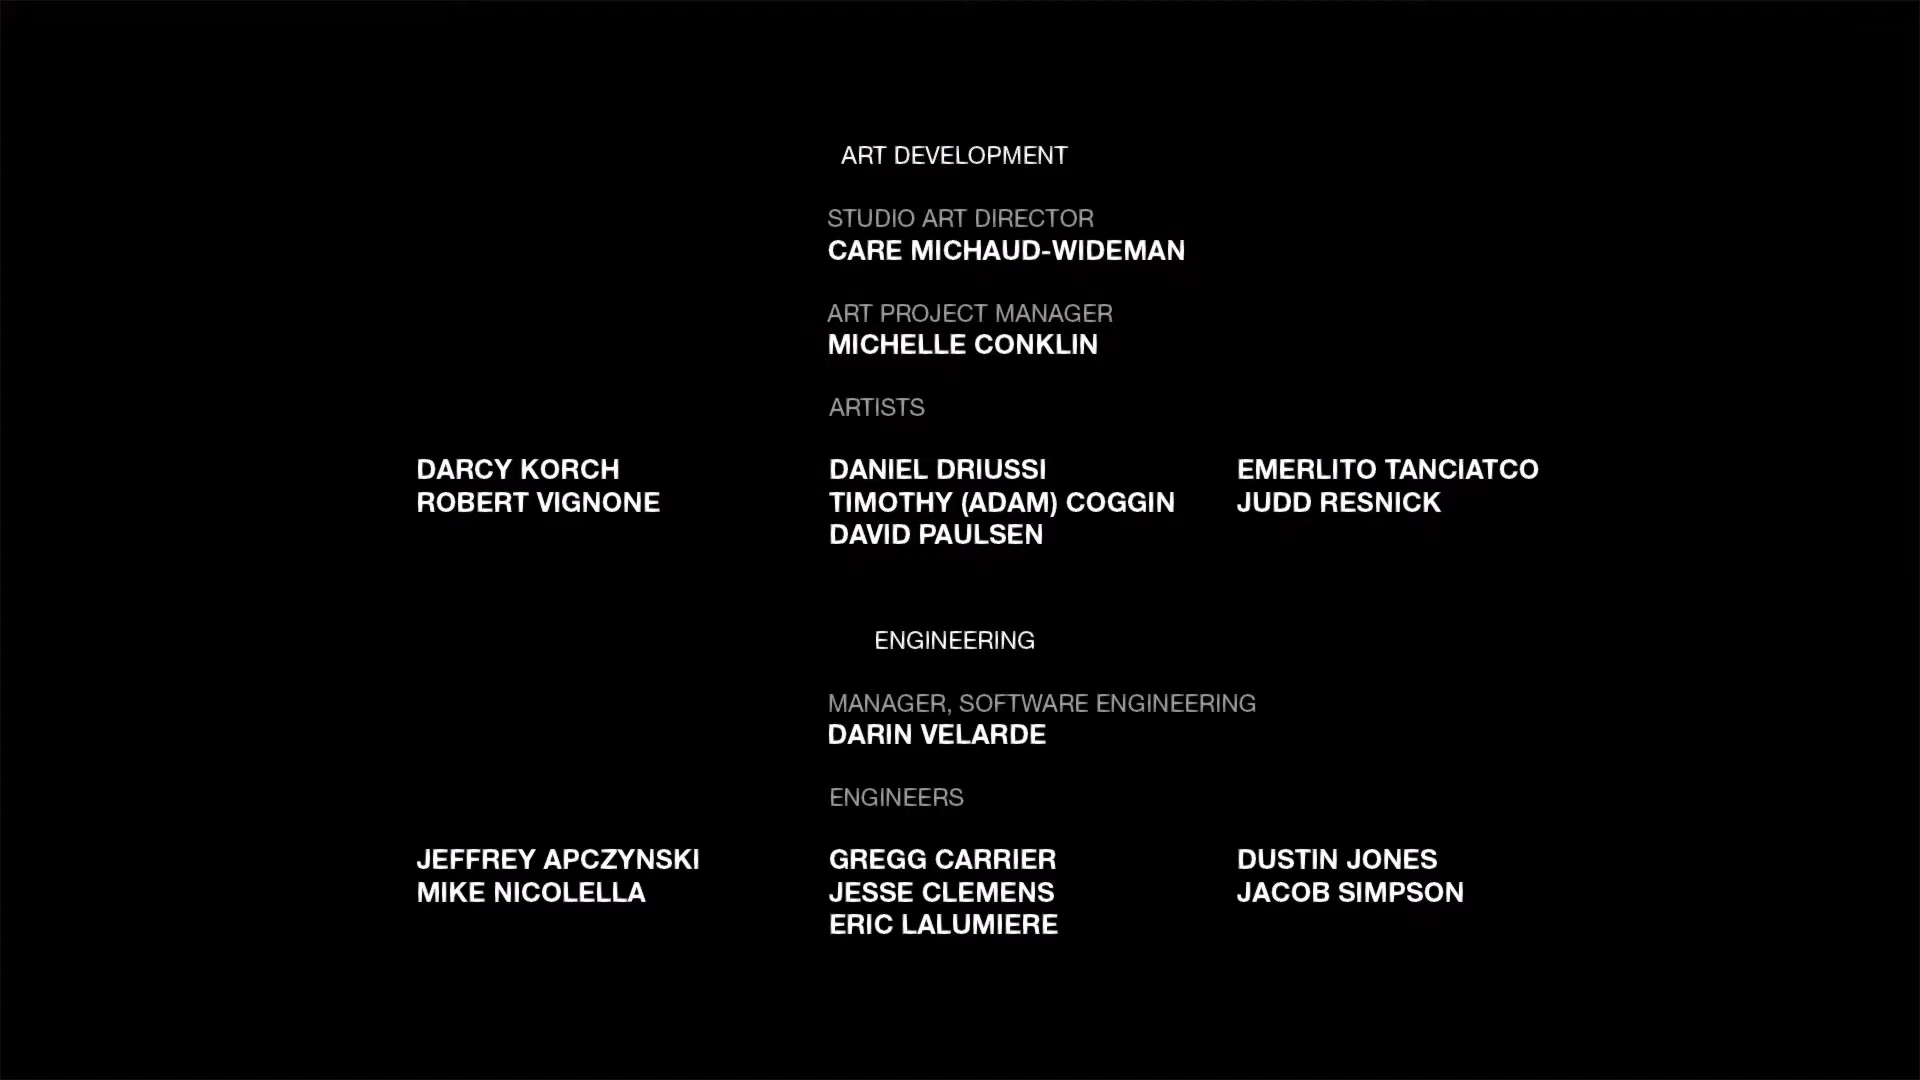 ART DEVELOPMENT
STUDIO ART DIRECTOR
CARE MICHAUD-WIDEMAN
ART PROJECT MANAGER
MICHELLE CONKLIN
ARTISTS
DARCY KORCH DANIEL DRIUSSI EMERLITO TANCIATCO
ROBERT VIGNONE TIMOTHY (ADAM) COGGIN JUDD RESNICK
DAVID PAULSEN
ENGINEERING
MANAGER, SOFTWARE ENGINEERING
DARIN VELARDE
ENGINEERS
JEFFREY APCZYNSKI GREGG CARRIER DUSTIN JONES
MIKE NICOLELLA JESSE CLEMENS JACOB SIMPSON
ERIC LALUMIERE